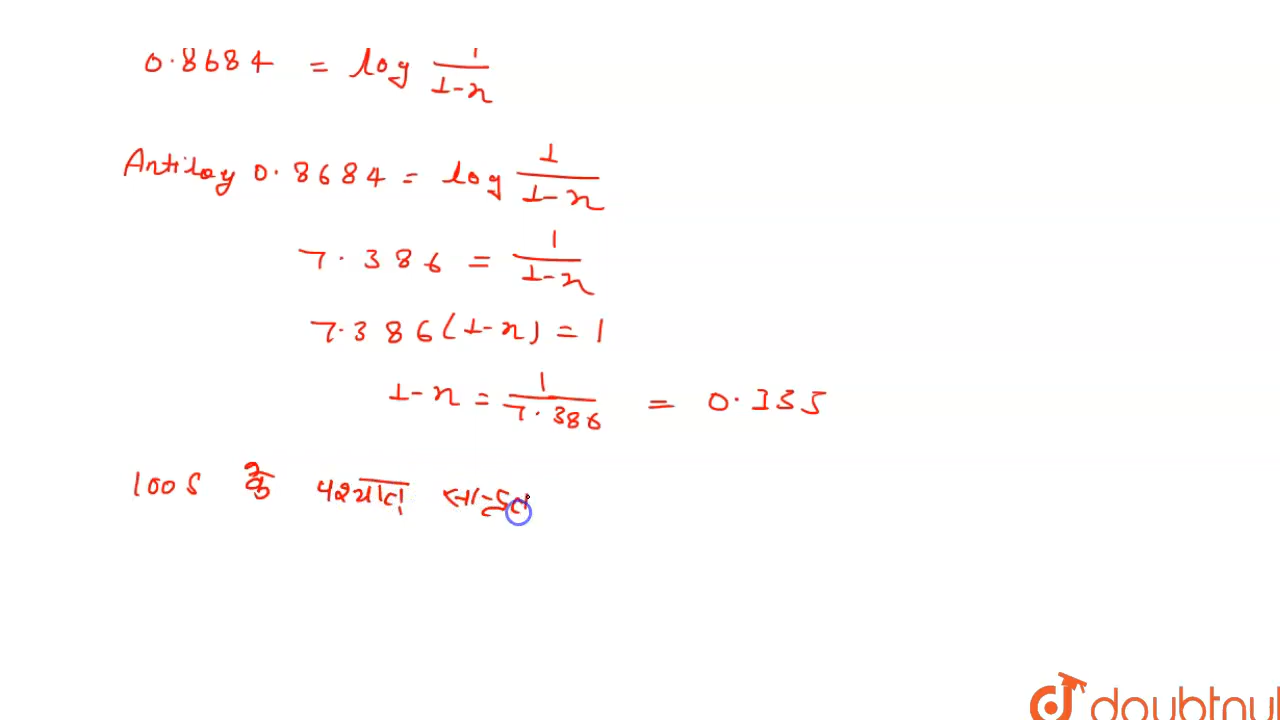 0.8684 = log 1/(1-x)
Antilog 0.8684 = log 1/(1-x)
7.386 = 1/(1-x)
7.386(1-x) = 1
1-x = 1/7.386 = 0.135
100 S के पश्चात् सान्द्रता
doubtnut